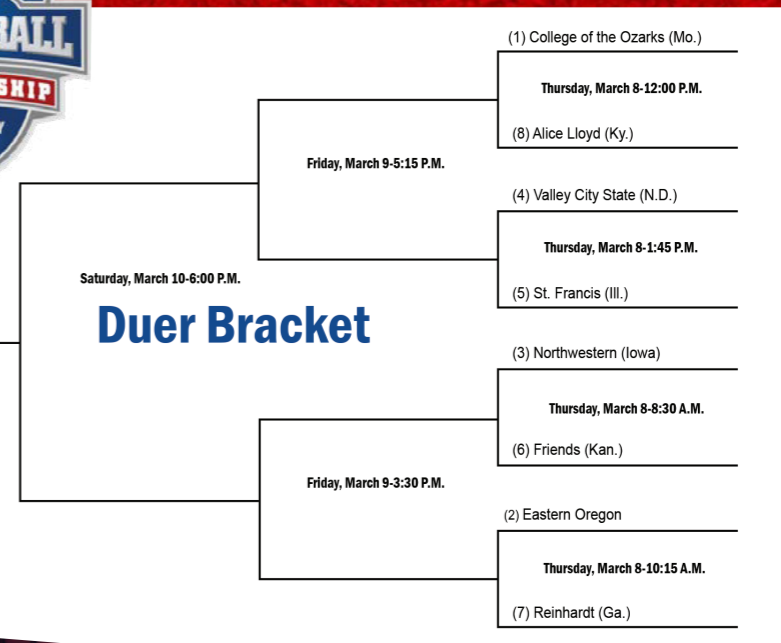 (1) College of the Ozarks (Mo.)
Thursday, March 8-12:00 P.M.
(8) Alice Lloyd (Ky.)
Friday, March 9-5:15 P.M.
(4) Valley City State (N.D.)
Thursday, March 8-1:45 P.M.
(5) St. Francis (Ill.)
Saturday, March 10-6:00 P.M.
Duer Bracket
(3) Northwestern (Iowa)
Thursday, March 8-8:30 A.M.
(6) Friends (Kan.)
Friday, March 9-3:30 P.M.
(2) Eastern Oregon
Thursday, March 8-10:15 A.M.
(7) Reinhardt (Ga.)